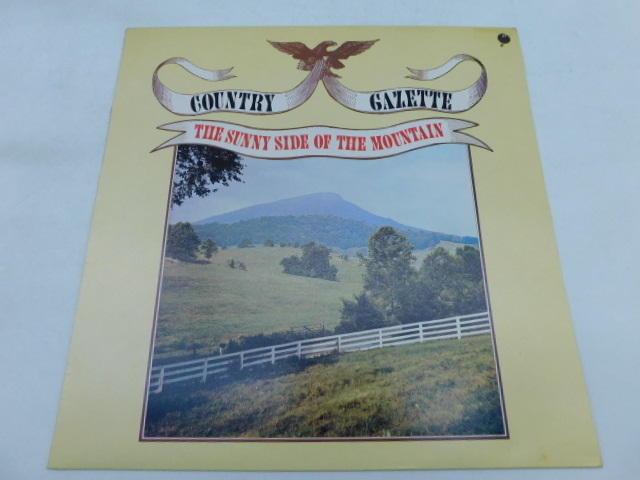 COUNTRY GAZETTE
THE SUNNY SIDE OF THE MOUNTAIN